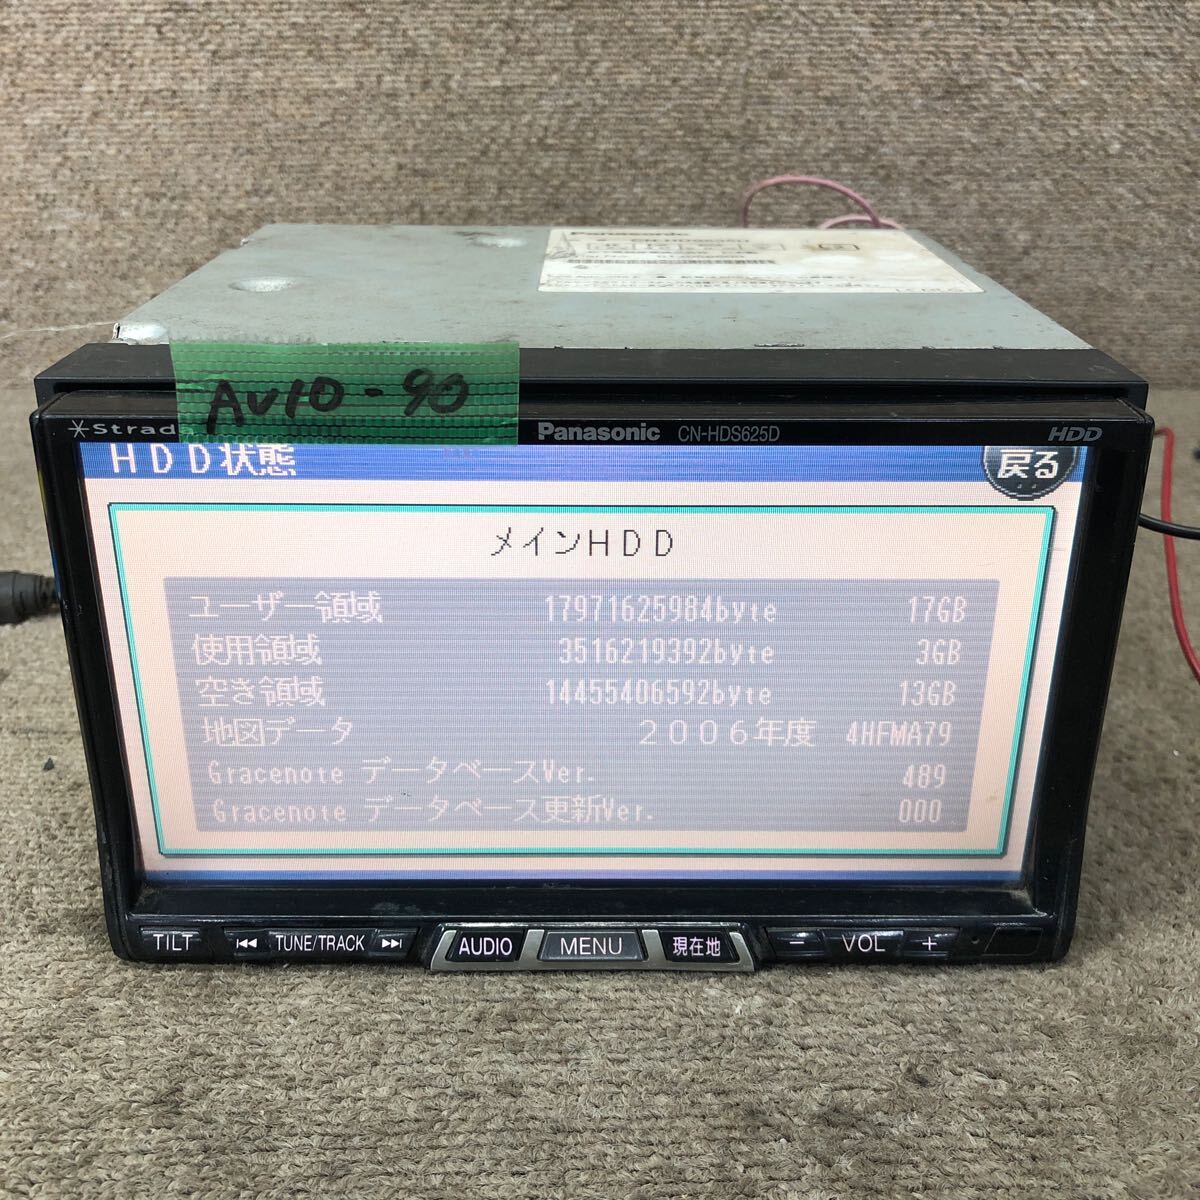 Panasonic
AV10-90
Strada
Panasonic CN-HDS625D
HDD
HDD状態
戻る
メインHDD
ユーザー領域 17971625984byte 17GB
使用領域 3516219392byte 3GB
空き領域 14455406592byte 13GB
地図データ 2006年度 4HFMA79
Gracenote データベースVer. 489
Gracenote データベース更新Ver. 000
TILT
TUNE/TRACK
AUDIO
MENU
現在地
− VOL +